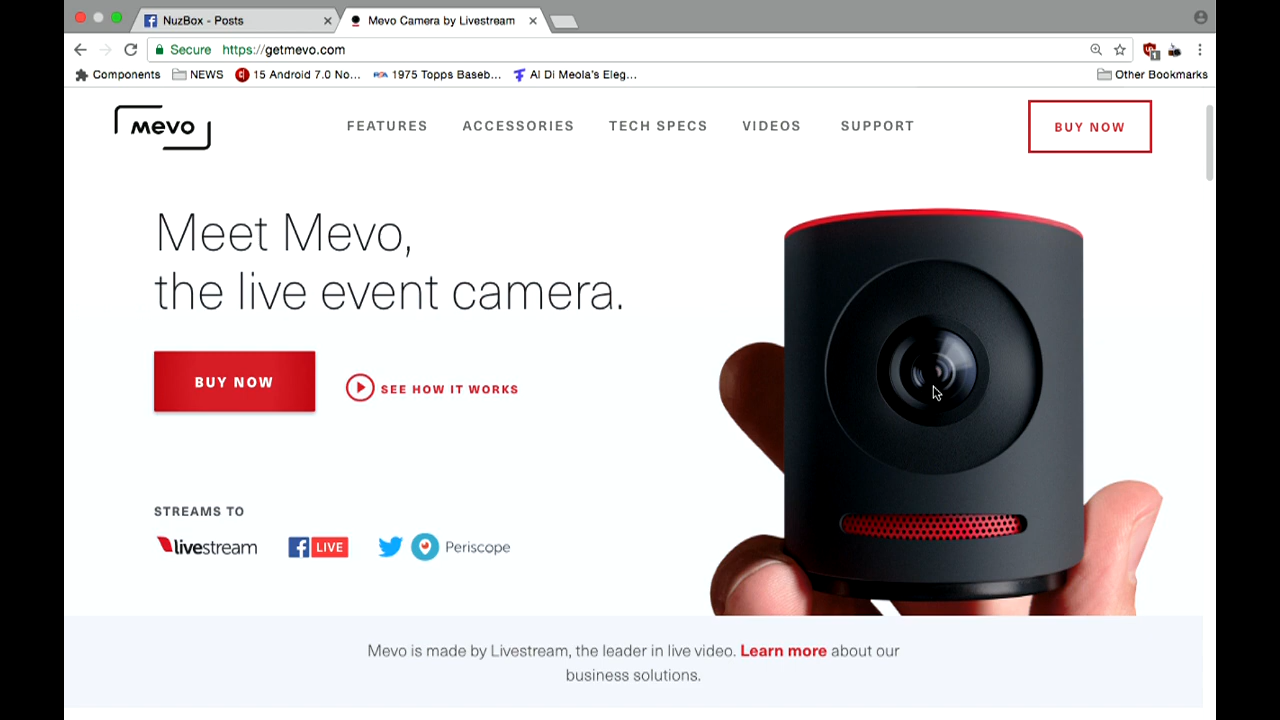 NuzBox - Posts
Mevo Camera by Livestream
Secure https://getmevo.com
Components NEWS 15 Android 7.0 No... 1975 Topps Baseb... Al Di Meola's Eleg... Other Bookmarks
mevo FEATURES ACCESSORIES TECH SPECS VIDEOS SUPPORT BUY NOW
Meet Mevo,
the live event camera.
BUY NOW SEE HOW IT WORKS
STREAMS TO
livestream f LIVE Periscope
Mevo is made by Livestream, the leader in live video. Learn more about our
business solutions.